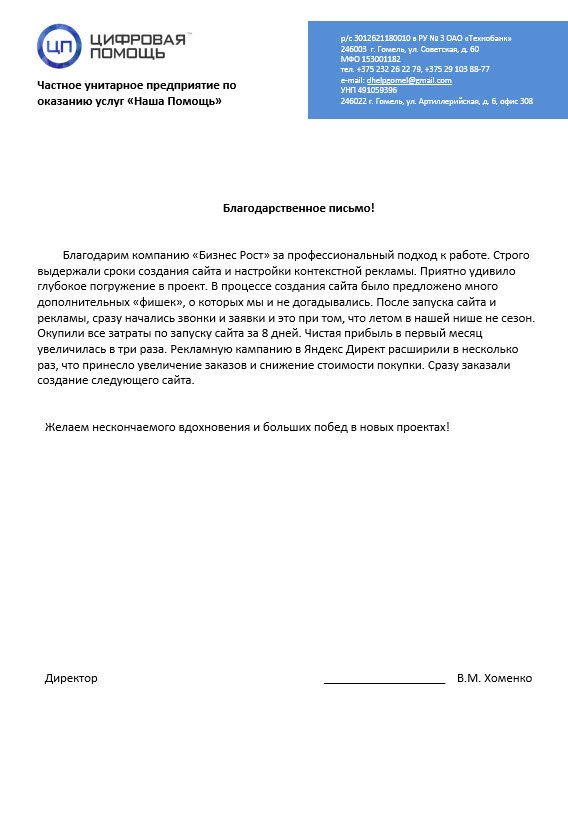 ЦП
ЦИФРОВАЯ
ПОМОЩЬ
Частное унитарное предприятие по
оказанию услуг «Наша Помощь»
р/с 3012621180010 в РУ № 3 ОАО «Технобанк»
246003 г. Гомель, ул. Советская, д. 60
МФО 153001182
тел. +375 232 26 22 79, +375 29 103 88-77
e-mail: dhelpgomel@gmail.com
УНП 491059396
246022 г. Гомель, ул. Артиллерийская, д. 6, офис 308
Благодарственное письмо!
Благодарим компанию «Бизнес Рост» за профессиональный подход к работе. Строго
выдержали сроки создания сайта и настройки контекстной рекламы. Приятно удивило
глубокое погружение в проект. В процессе создания сайта было предложено много
дополнительных «фишек», о которых мы и не догадывались. После запуска сайта и
рекламы, сразу начались звонки и заявки и это при том, что летом в нашей нише не сезон.
Окупили все затраты по запуску сайта за 8 дней. Чистая прибыль в первый месяц
увеличилась в три раза. Рекламную кампанию в Яндекс Директ расширили в несколько
раз, что принесло увеличение заказов и снижение стоимости покупки. Сразу заказали
создание следующего сайта.
Желаем нескончаемого вдохновения и больших побед в новых проектах!
Директор ____________________ В.М. Хоменко